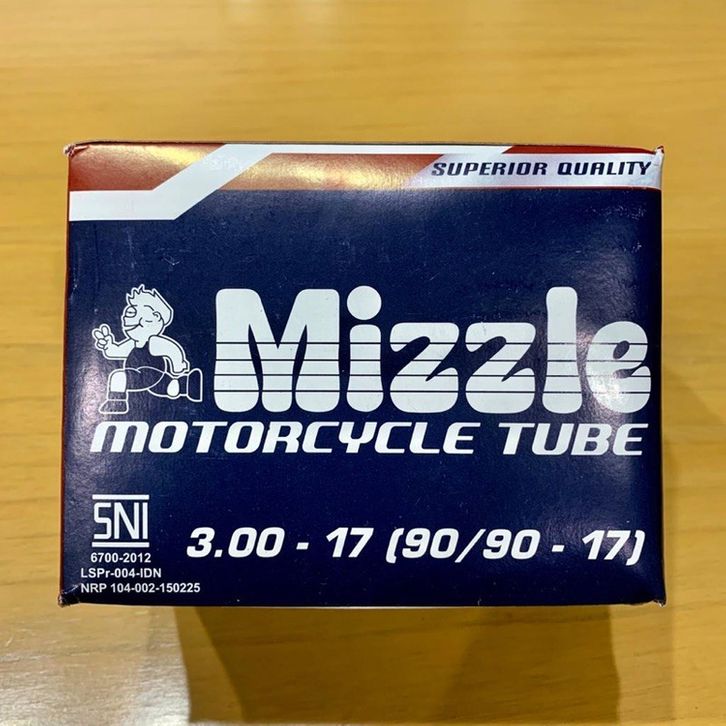 SUPERIOR QUALITY
Mizzle
MOTORCYCLE TUBE
SNI
6700-2012
LSPr-004-IDN
NRP 104-002-150225
3.00 - 17 (90/90 - 17)